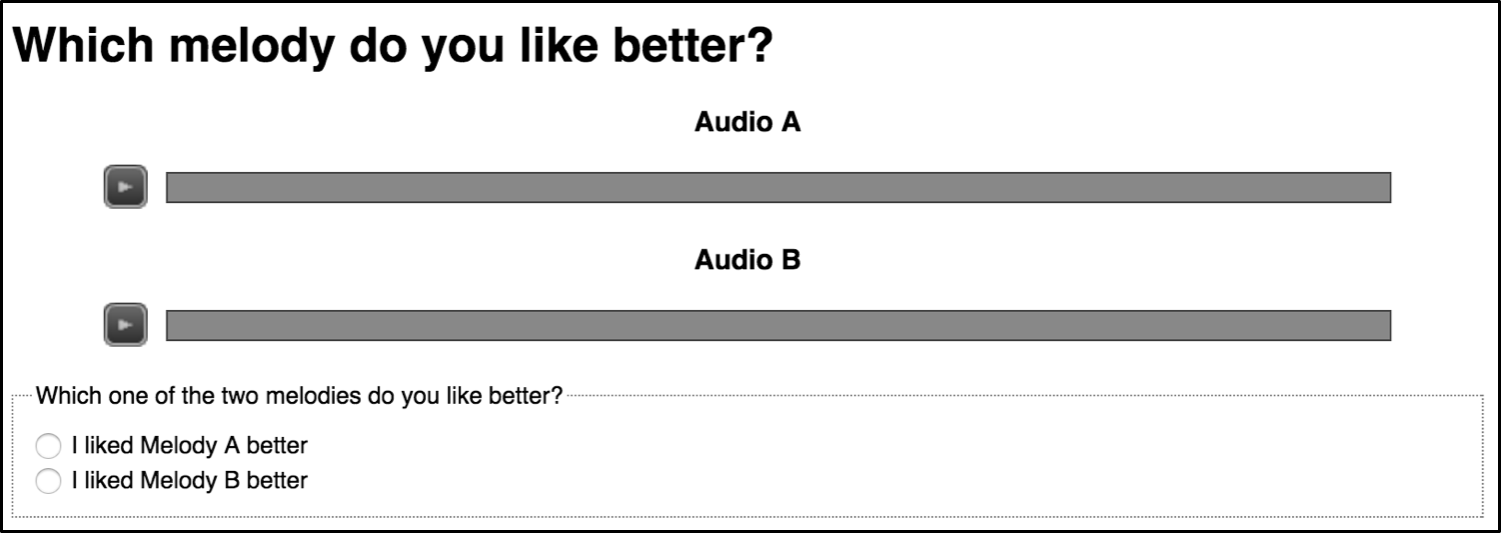 Which melody do you like better?
Audio A
Audio B
Which one of the two melodies do you like better?
I liked Melody A better
I liked Melody B better